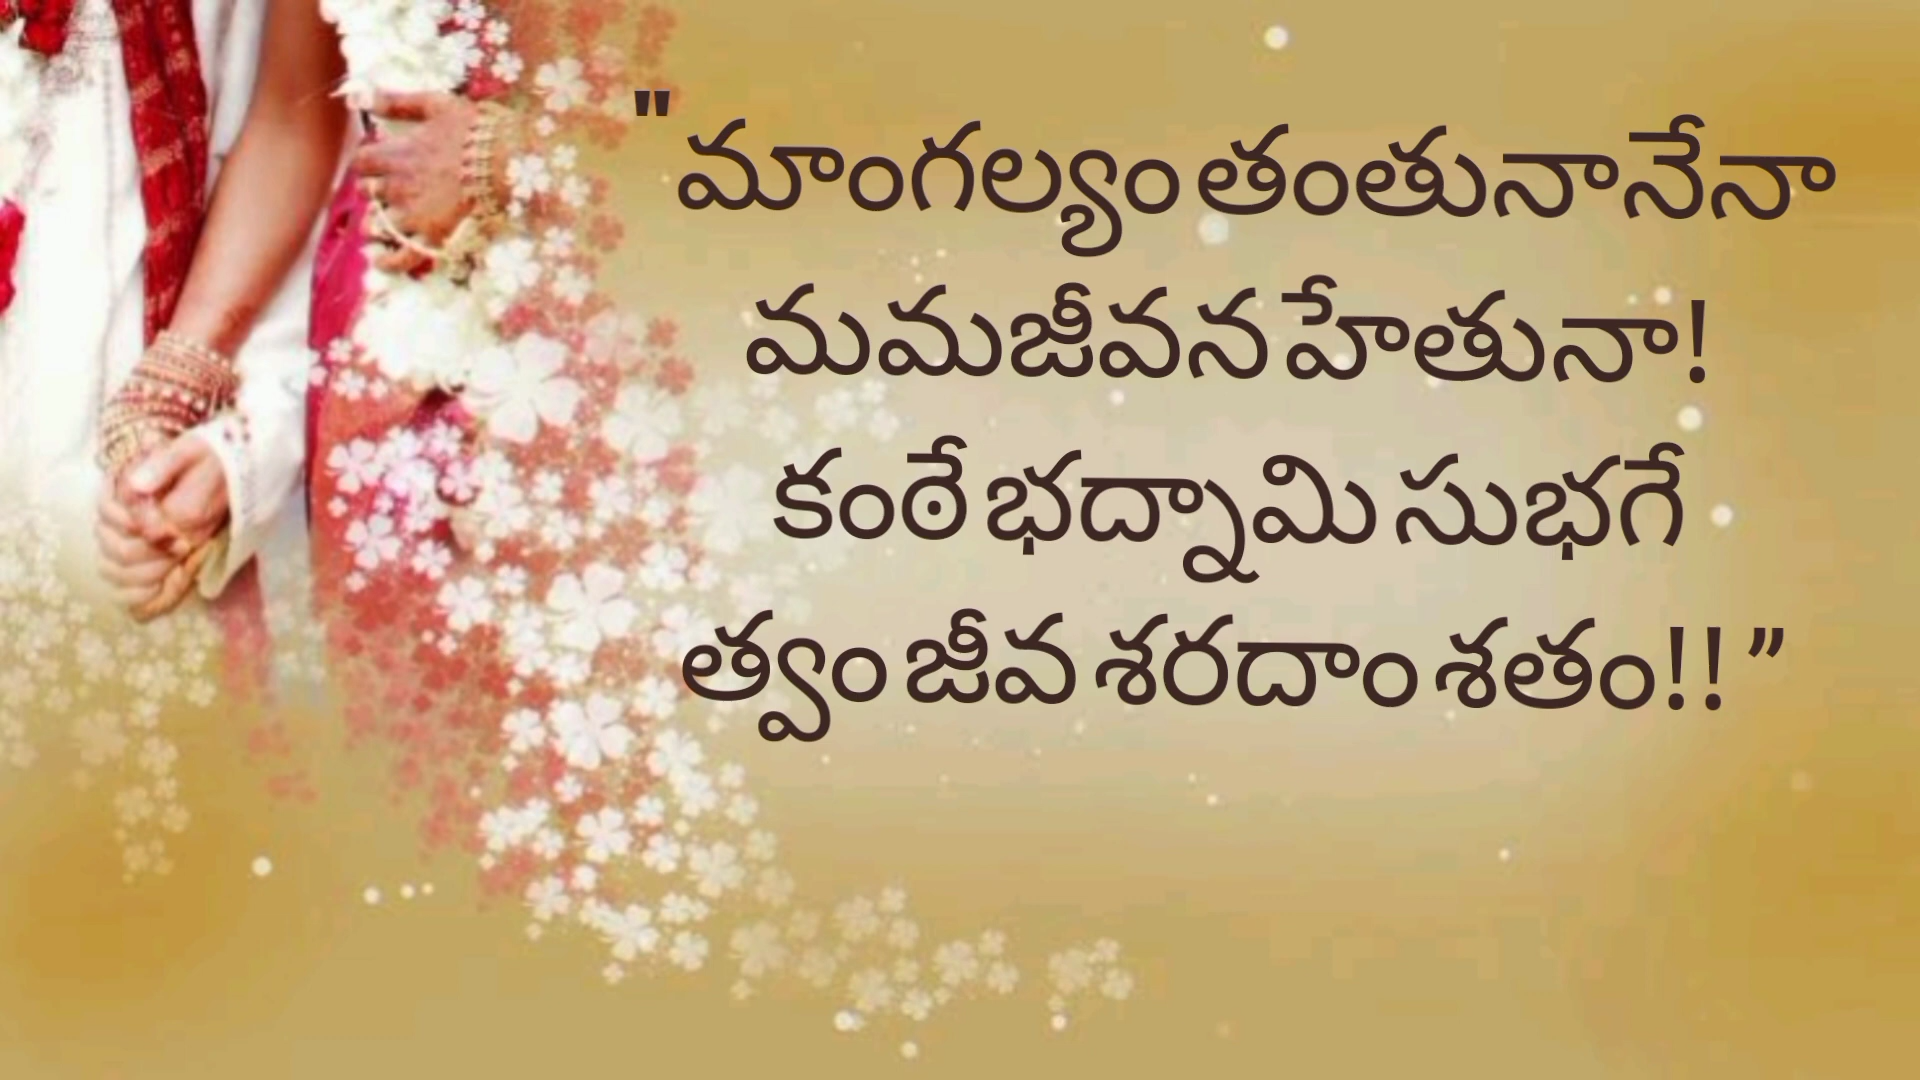 "మాంగల్యం తంతునానేనా
మమజీవన హేతునా!
కంఠే భద్నామి సుభగే
త్వం జీవ శరదాం శతం!! ”